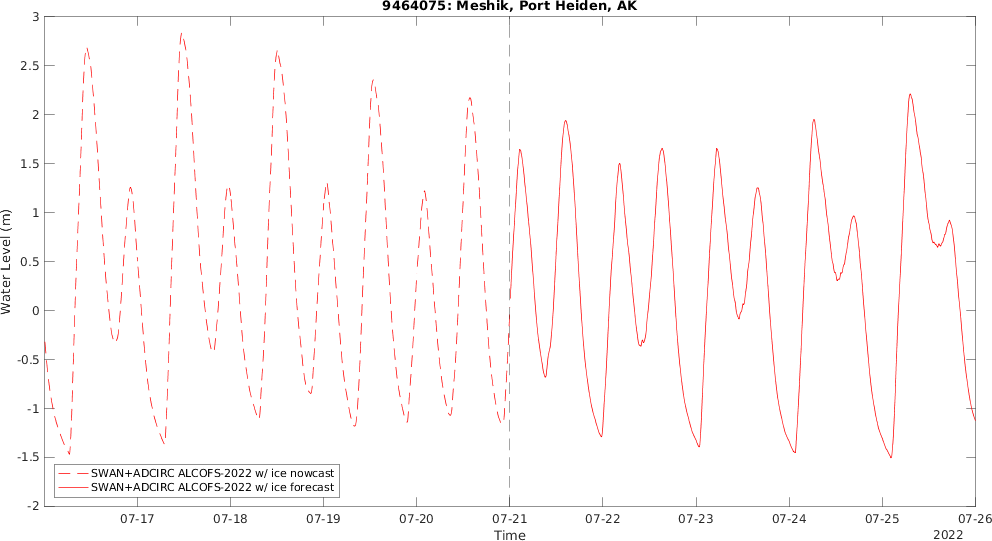 9464075: Meshik, Port Heiden, AK
3
2.5
2
1.5
1
0.5
0
-0.5
-1
-1.5
-2
Water Level (m)
SWAN+ADCIRC ALCOFS-2022 w/ ice nowcast
SWAN+ADCIRC ALCOFS-2022 w/ ice forecast
07-17 07-18 07-19 07-20 07-21 07-22 07-23 07-24 07-25 07-26
Time
2022